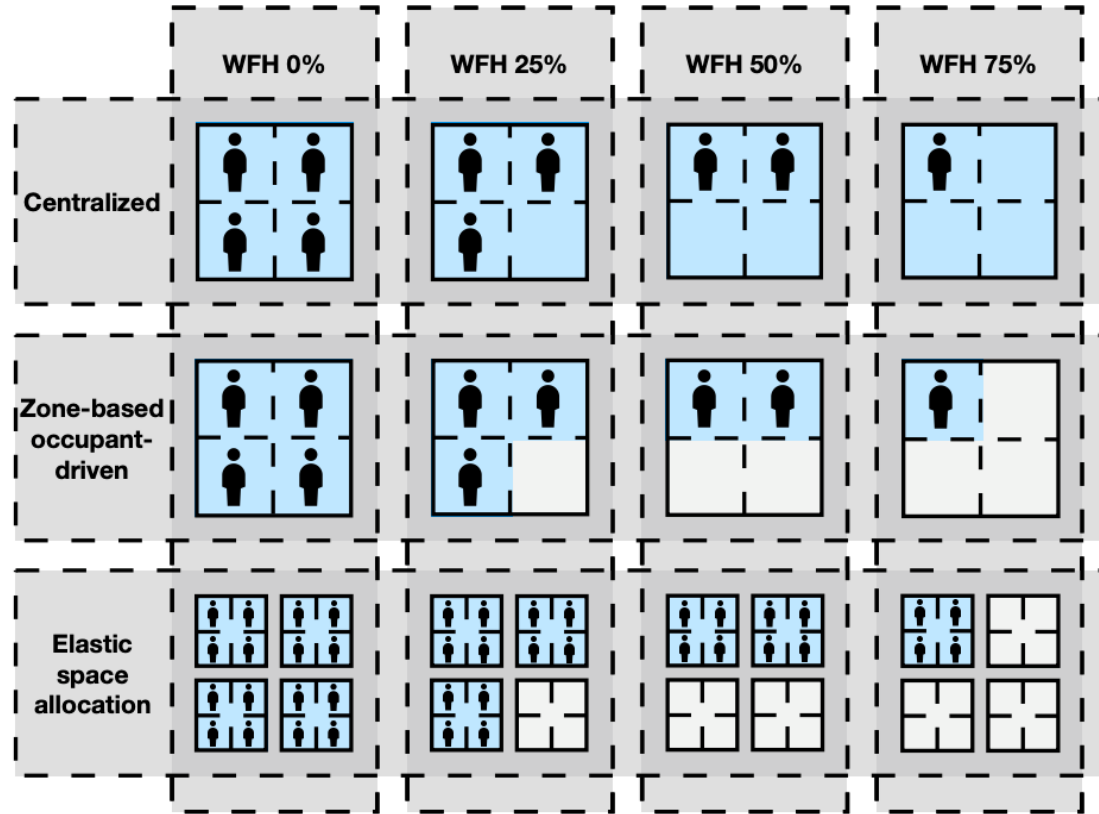 WFH 0%
WFH 25%
WFH 50%
WFH 75%
Centralized
Zone-based
occupant-
driven
Elastic
space
allocation